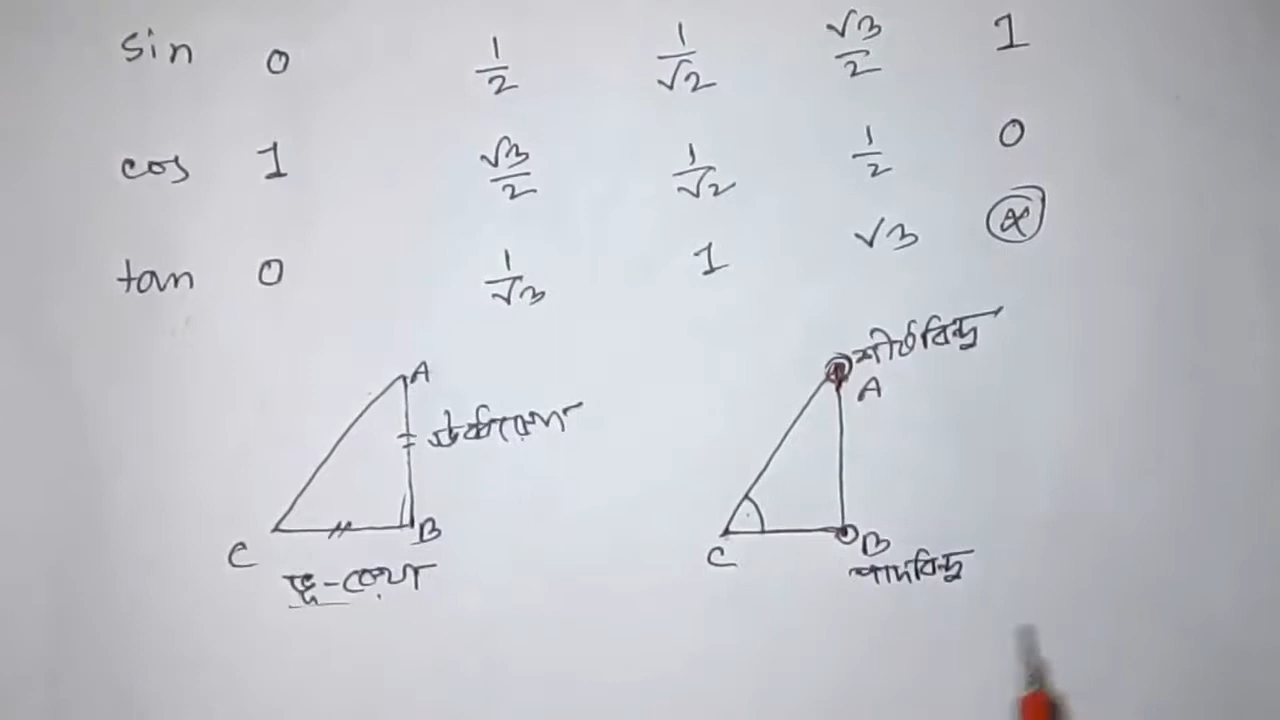 sin 0 1/2 1/√2 √3/2 1
cos 1 √3/2 1/√2 1/2 0
tan 0 1/√3 1 √3 ∝
A শীর্ষবিন্দু
A
B
C
ভূ-রেখা
C
B
পাদবিন্দু